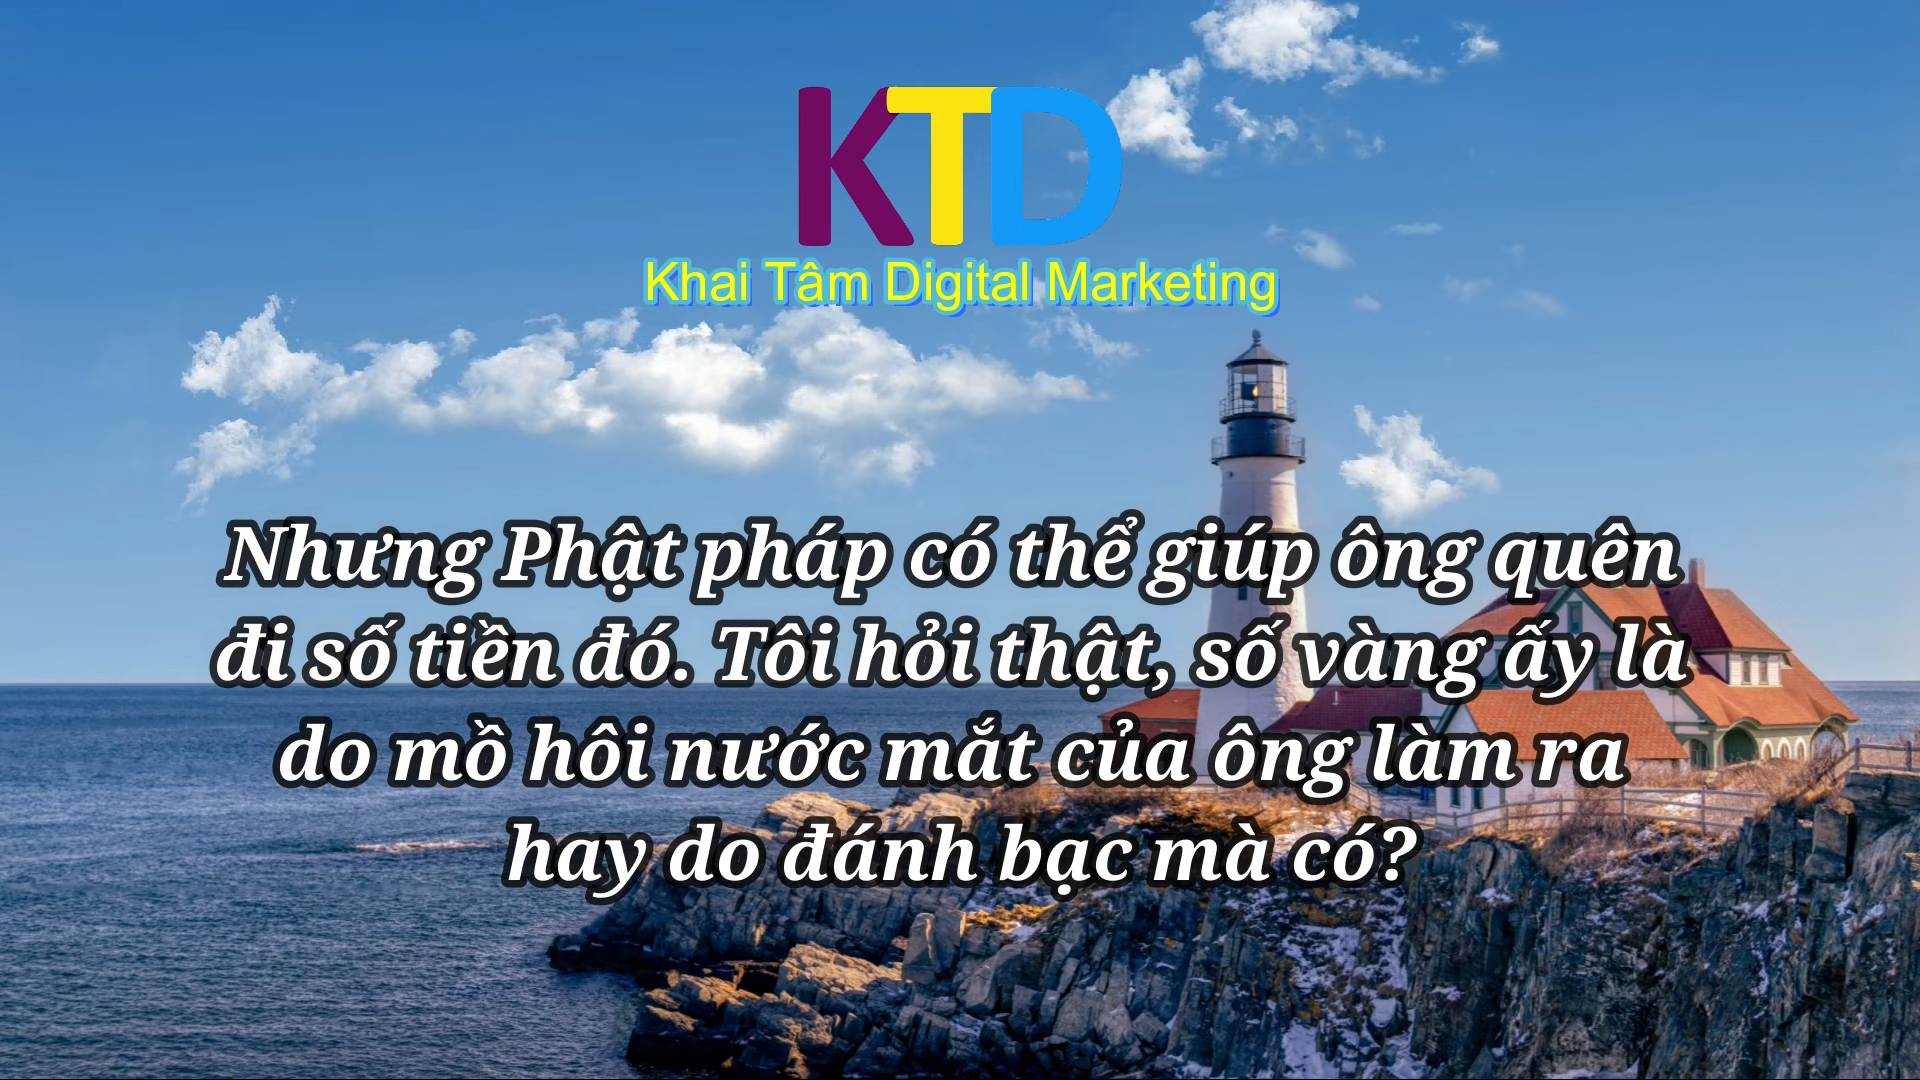 KTD
Khai Tâm Digital Marketing
Nhưng Phật pháp có thể giúp ông quên
đi số tiền đó. Tôi hỏi thật, số vàng ấy là
do mồ hôi nước mắt của ông làm ra
hay do đánh bạc mà có?